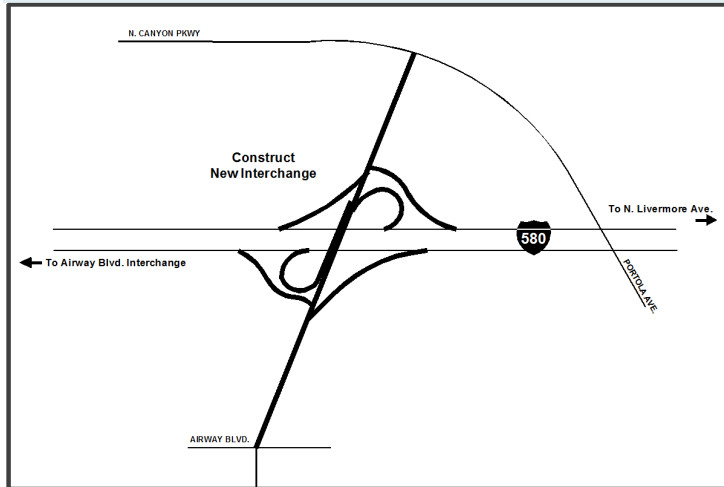 N. CANYON PKWY
Construct
New Interchange
To N. Livermore Ave.
580
To Airway Blvd. Interchange
PORTOLA AVE.
AIRWAY BLVD.